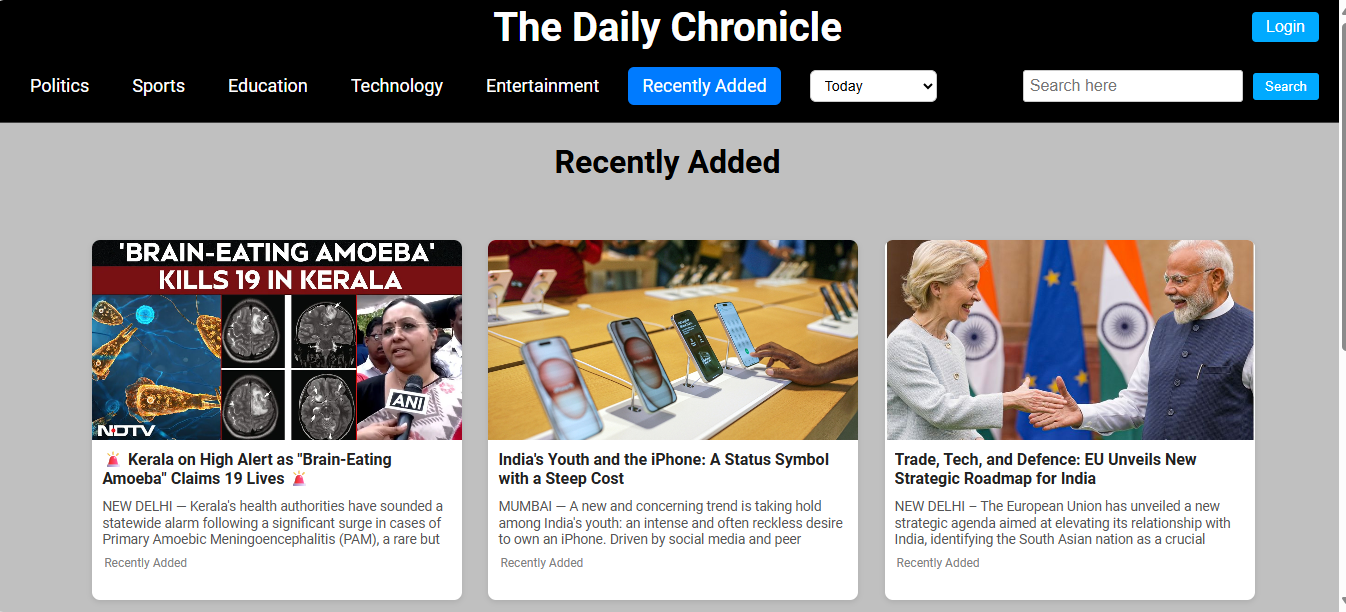 The Daily Chronicle
Login
Politics Sports Education Technology Entertainment Recently Added Today Search here Search
Recently Added
'BRAIN-EATING AMOEBA'
KILLS 19 IN KERALA
ANI
NDTV
🚨 Kerala on High Alert as "Brain-Eating
Amoeba" Claims 19 Lives 🚨
NEW DELHI — Kerala's health authorities have sounded a
statewide alarm following a significant surge in cases of
Primary Amoebic Meningoencephalitis (PAM), a rare but
Recently Added
India's Youth and the iPhone: A Status Symbol
with a Steep Cost
MUMBAI — A new and concerning trend is taking hold
among India's youth: an intense and often reckless desire
to own an iPhone. Driven by social media and peer
Recently Added
Trade, Tech, and Defence: EU Unveils New
Strategic Roadmap for India
NEW DELHI – The European Union has unveiled a new
strategic agenda aimed at elevating its relationship with
India, identifying the South Asian nation as a crucial
Recently Added